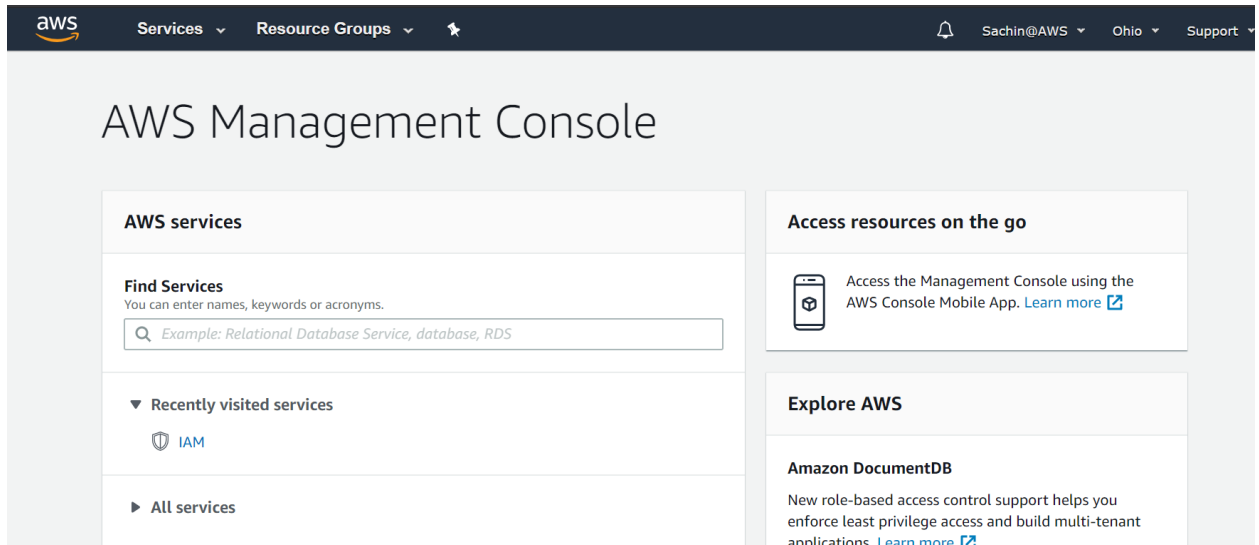 aws Services Resource Groups Sachin@AWS Ohio Support
AWS Management Console
AWS services
Find Services
You can enter names, keywords or acronyms.
Example: Relational Database Service, database, RDS
Recently visited services
IAM
All services
Access resources on the go
Access the Management Console using the
AWS Console Mobile App. Learn more
Explore AWS
Amazon DocumentDB
New role-based access control support helps you
enforce least privilege access and build multi-tenant
applications. Learn more